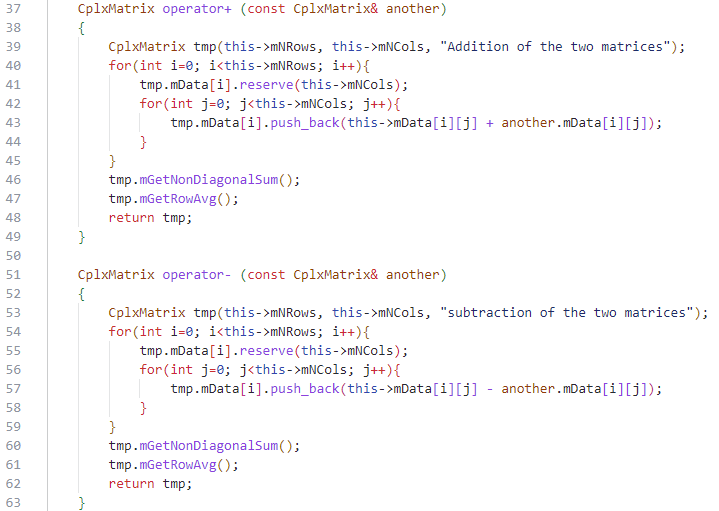 37 CplxMatrix operator+ (const CplxMatrix& another)
38 {
39 CplxMatrix tmp(this->mNRows, this->mNCols, "Addition of the two matrices");
40 for(int i=0; i<this->mNRows; i++){
41 tmp.mData[i].reserve(this->mNCols);
42 for(int j=0; j<this->mNCols; j++){
43 tmp.mData[i].push_back(this->mData[i][j] + another.mData[i][j]);
44 }
45 }
46 tmp.mGetNonDiagonalSum();
47 tmp.mGetRowAvg();
48 return tmp;
49 }
50
51 CplxMatrix operator- (const CplxMatrix& another)
52 {
53 CplxMatrix tmp(this->mNRows, this->mNCols, "subtraction of the two matrices");
54 for(int i=0; i<this->mNRows; i++){
55 tmp.mData[i].reserve(this->mNCols);
56 for(int j=0; j<this->mNCols; j++){
57 tmp.mData[i].push_back(this->mData[i][j] - another.mData[i][j]);
58 }
59 }
60 tmp.mGetNonDiagonalSum();
61 tmp.mGetRowAvg();
62 return tmp;
63 }